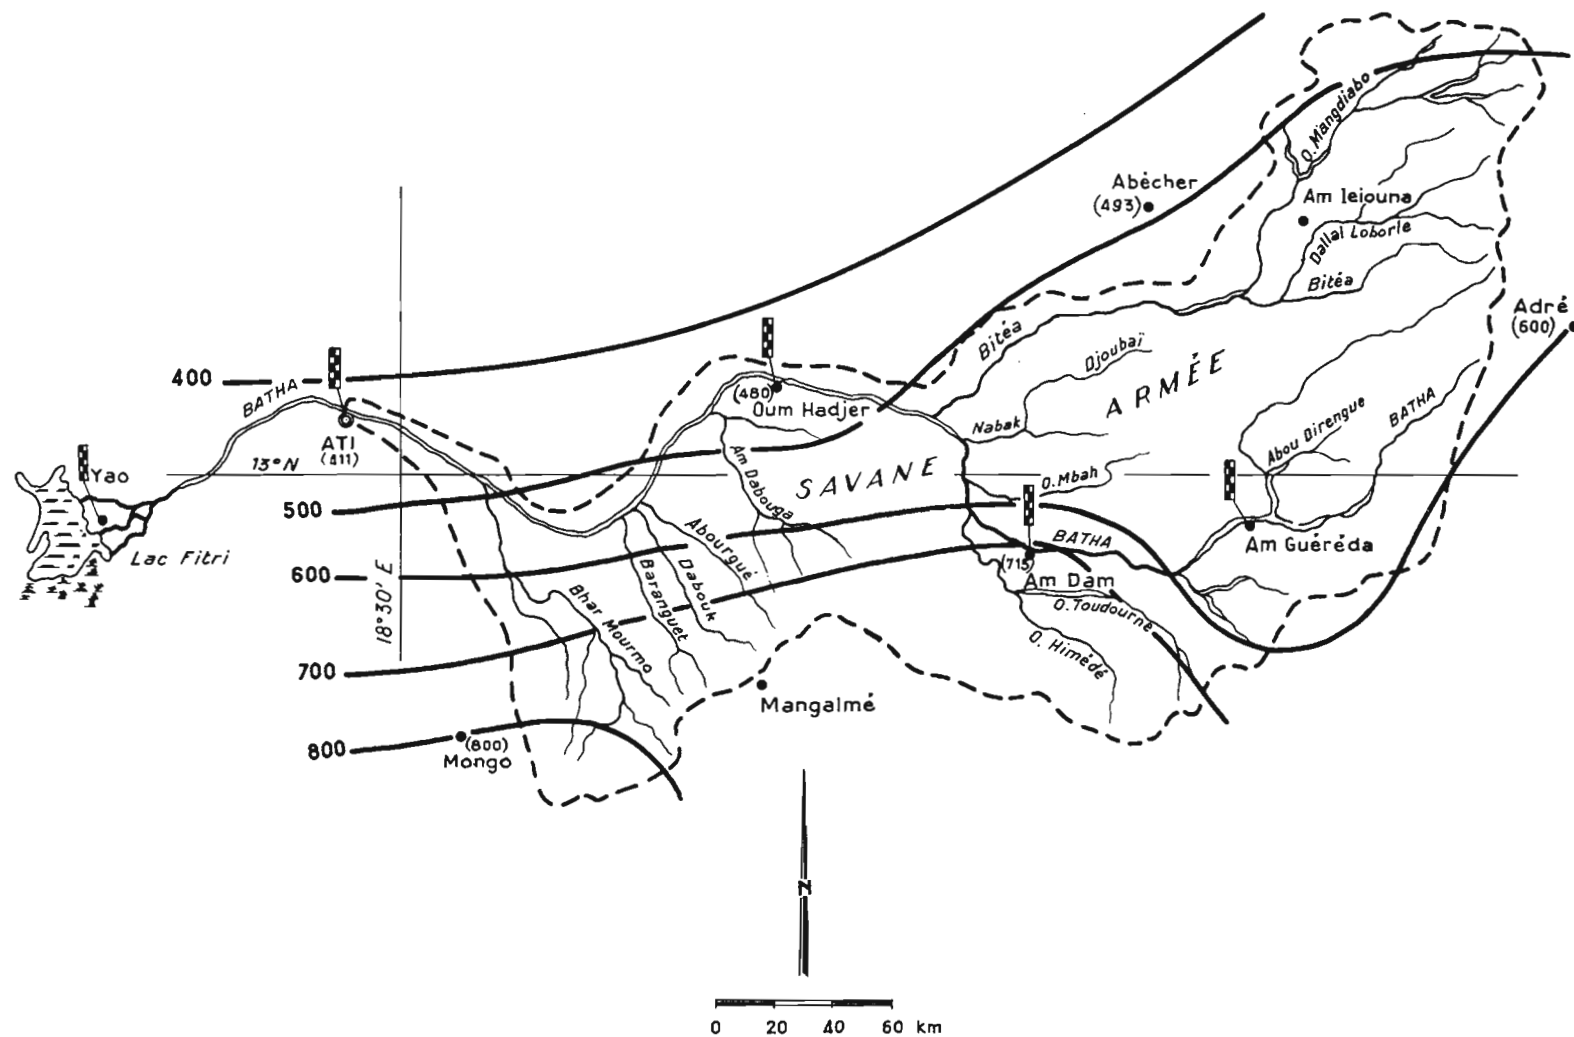 O. Mangdiabo
Abécher
(493)
Am leiouna
Dallal Loborle
Bitéa
Adré
(600)
Bitéa
Djoubaï
ARMÉE
400
BATHA
(480)
Oum Hadjer
Nabak
Abou Direngue
BATHA
ATI
(411)
13° N
Yao
Am Dabouga
SAVANE
O. Mbah
500
Lac Fitri
Abourgué
BATHA
Am Guéréda
600
18° 30' E
Bhar Mourmo
Baranguet
Dabouk
(715)
Am Dam
O. Toudourne
O. Himédé
700
Mangalmé
800
(800)
Mongo
N
0 20 40 60 km